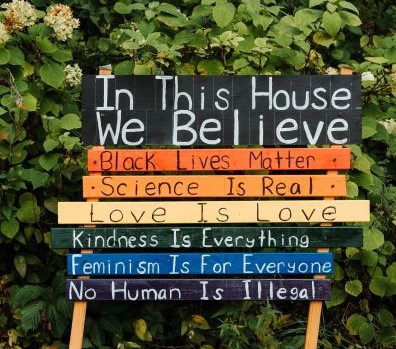 In This House
We Believe
Black Lives Matter
Science Is Real
Love Is Love
Kindness Is Everything
Feminism Is For Everyone
No Human Is Illegal